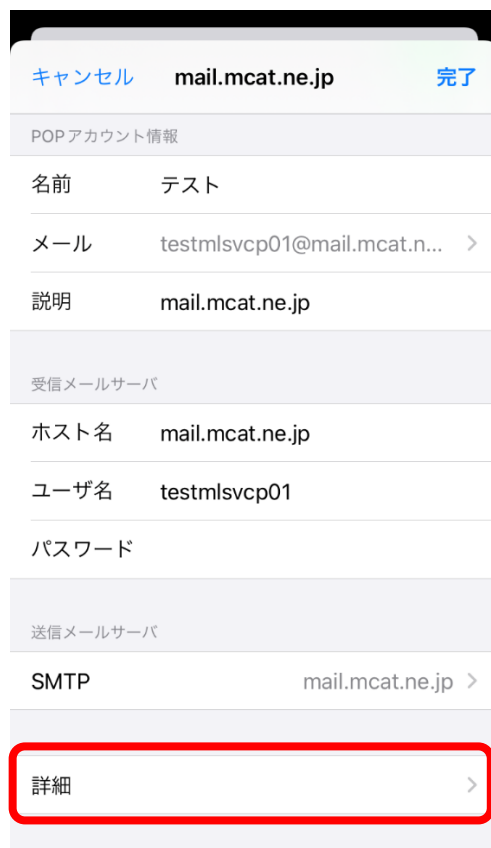 キャンセル mail.mcat.ne.jp 完了
POPアカウント情報
名前 テスト
メール testmlsvcp01@mail.mcat.n...
説明 mail.mcat.ne.jp
受信メールサーバ
ホスト名 mail.mcat.ne.jp
ユーザ名 testmlsvcp01
パスワード
送信メールサーバ
SMTP mail.mcat.ne.jp
詳細